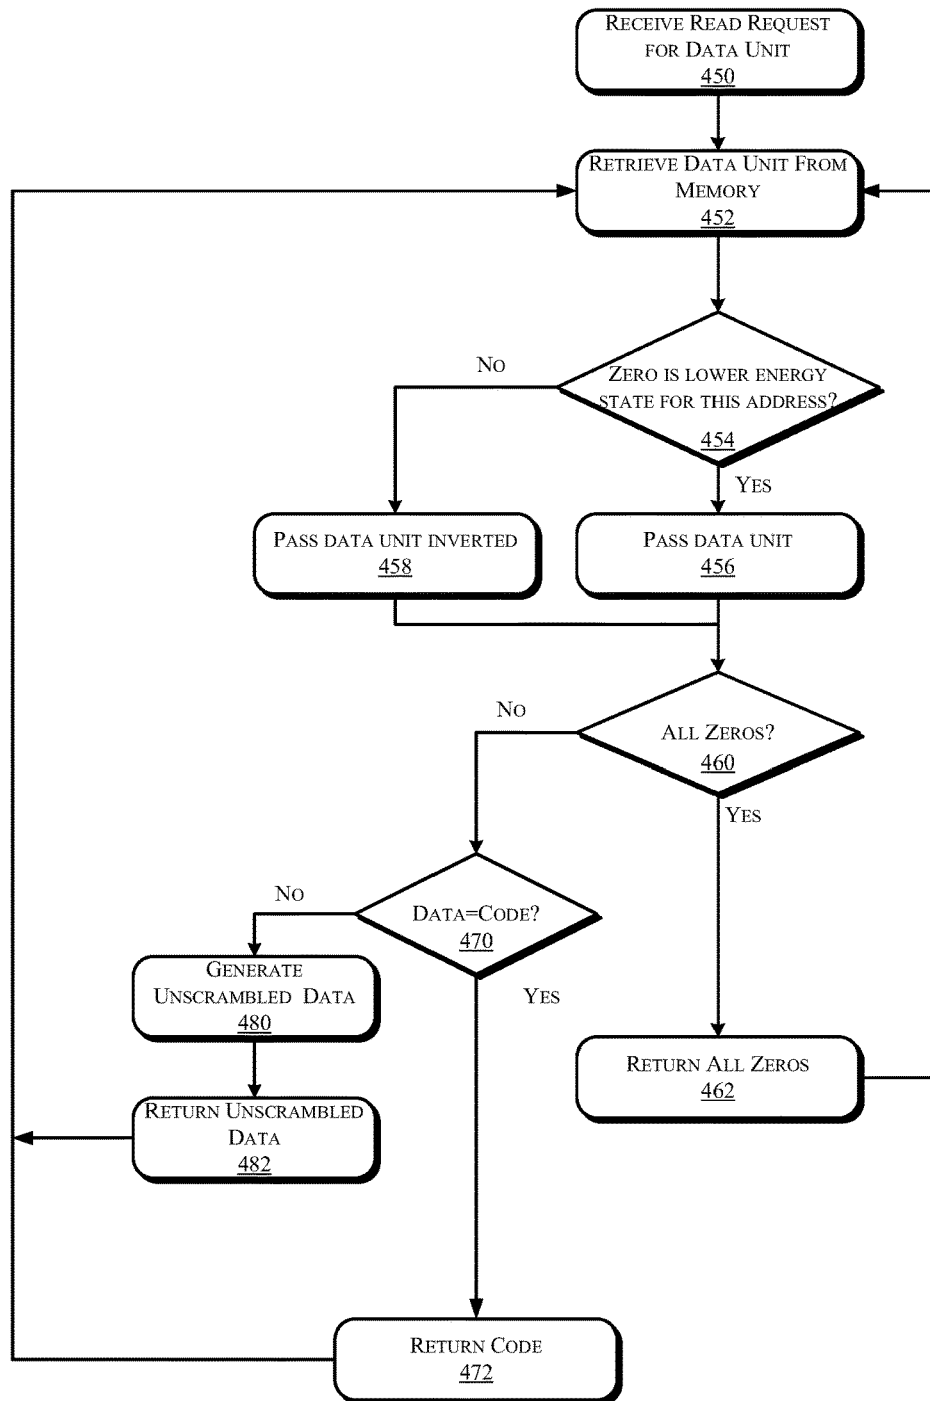 RECEIVE READ REQUEST
FOR DATA UNIT
450
RETRIEVE DATA UNIT FROM
MEMORY
452
NO
ZERO IS LOWER ENERGY
STATE FOR THIS ADDRESS?
454
YES
PASS DATA UNIT INVERTED
458
PASS DATA UNIT
456
NO
ALL ZEROS?
460
YES
NO
DATA=CODE?
470
YES
GENERATE
UNSCRAMBLED DATA
480
RETURN ALL ZEROS
462
RETURN UNSCRAMBLED
DATA
482
RETURN CODE
472